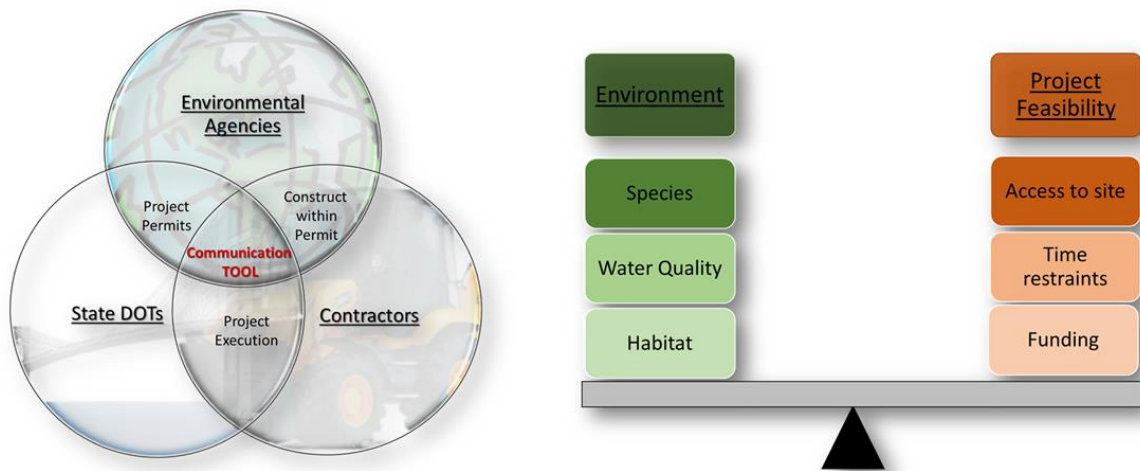 Environmental
Agencies
Project
Permits
Construct
within
Permit
Communication
TOOL
State DOTs
Project
Execution
Contractors
Environment
Species
Water Quality
Habitat
Project
Feasibility
Access to site
Time
restraints
Funding